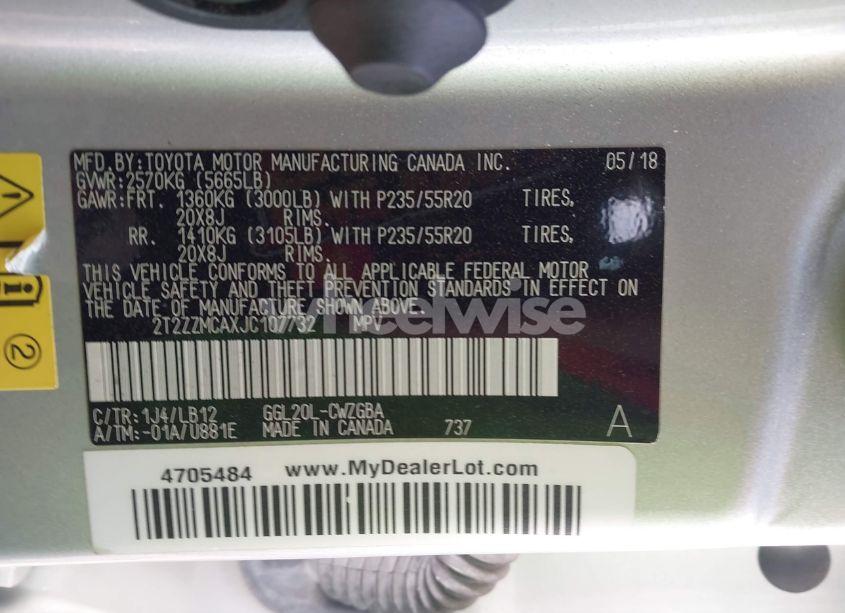 MFD.BY:TOYOTA MOTOR MANUFACTURING CANADA INC. 05/18
GVWR:2570KG (5665LB)
GAWR:FRT. 1360KG (3000LB) WITH P235/55R20 TIRES,
20X8J RIMS.
RR. 1410KG (3105LB) WITH P235/55R20 TIRES,
20X8J RIMS.
THIS VEHICLE CONFORMS TO ALL APPLICABLE FEDERAL MOTOR
VEHICLE SAFETY AND THEFT PREVENTION STANDARDS IN EFFECT ON
THE DATE OF MANUFACTURE SHOWN ABOVE.
2T2ZZMCAXJC107732 MPV
wheelwise
C/TR:1J4/LB12 GGL20L-CWZGBA
A/TM:-01A/U881E MADE IN CANADA 737 A
2
4705484 www.MyDealerLot.com